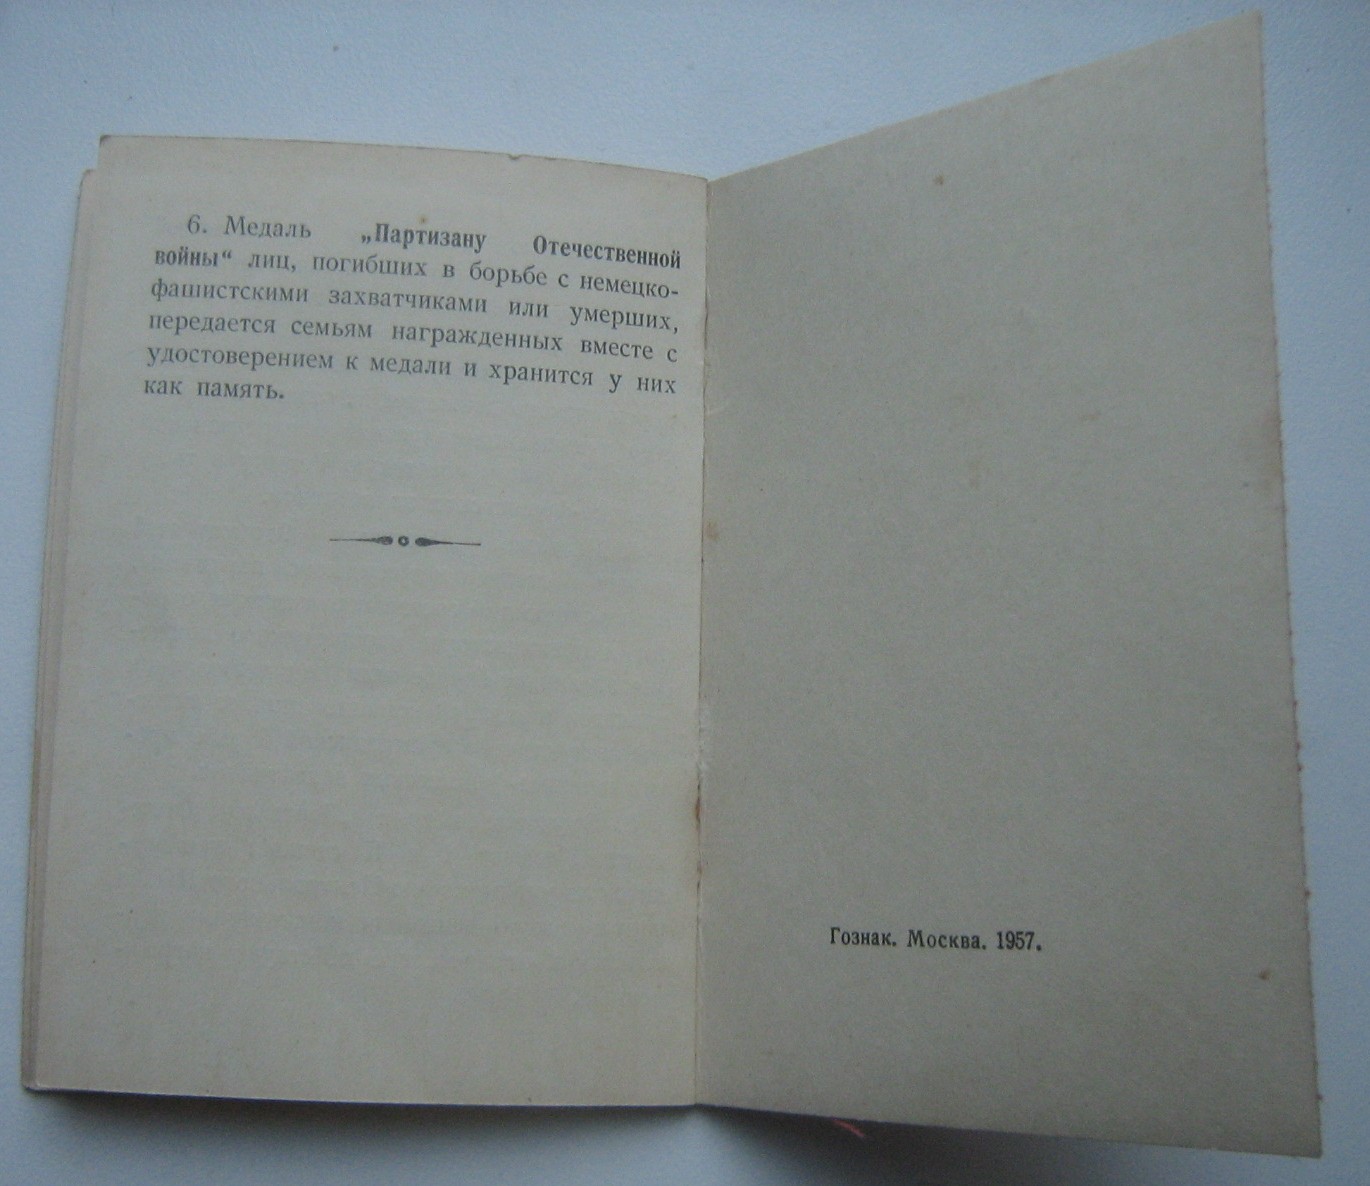 6. Медаль „Партизану Отечественной
войны“ лиц, погибших в борьбе с немецко-
фашистскими захватчиками или умерших,
передается семьям награжденных вместе с
удостоверением к медали и хранится у них
как память.
Гознак. Москва. 1957.